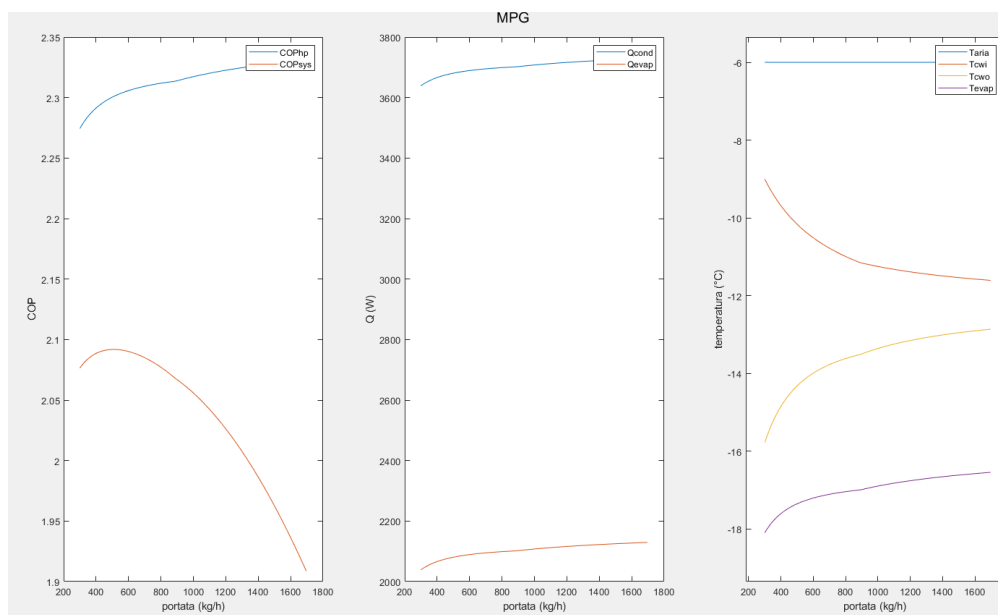 MPG
COP
2.35
2.3
2.25
2.2
2.15
2.1
2.05
2
1.95
1.9
200 400 600 800 1000 1200 1400 1600 1800
portata (kg/h)
COPhp
COPsys
Q (W)
3800
3600
3400
3200
3000
2800
2600
2400
2200
2000
200 400 600 800 1000 1200 1400 1600 1800
portata (kg/h)
Qcond
Qevap
temperatura (°C)
-6
-8
-10
-12
-14
-16
-18
400 600 800 1000 1200 1400 1600
portata (kg/h)
Taria
Tcwi
Tcwo
Tevap